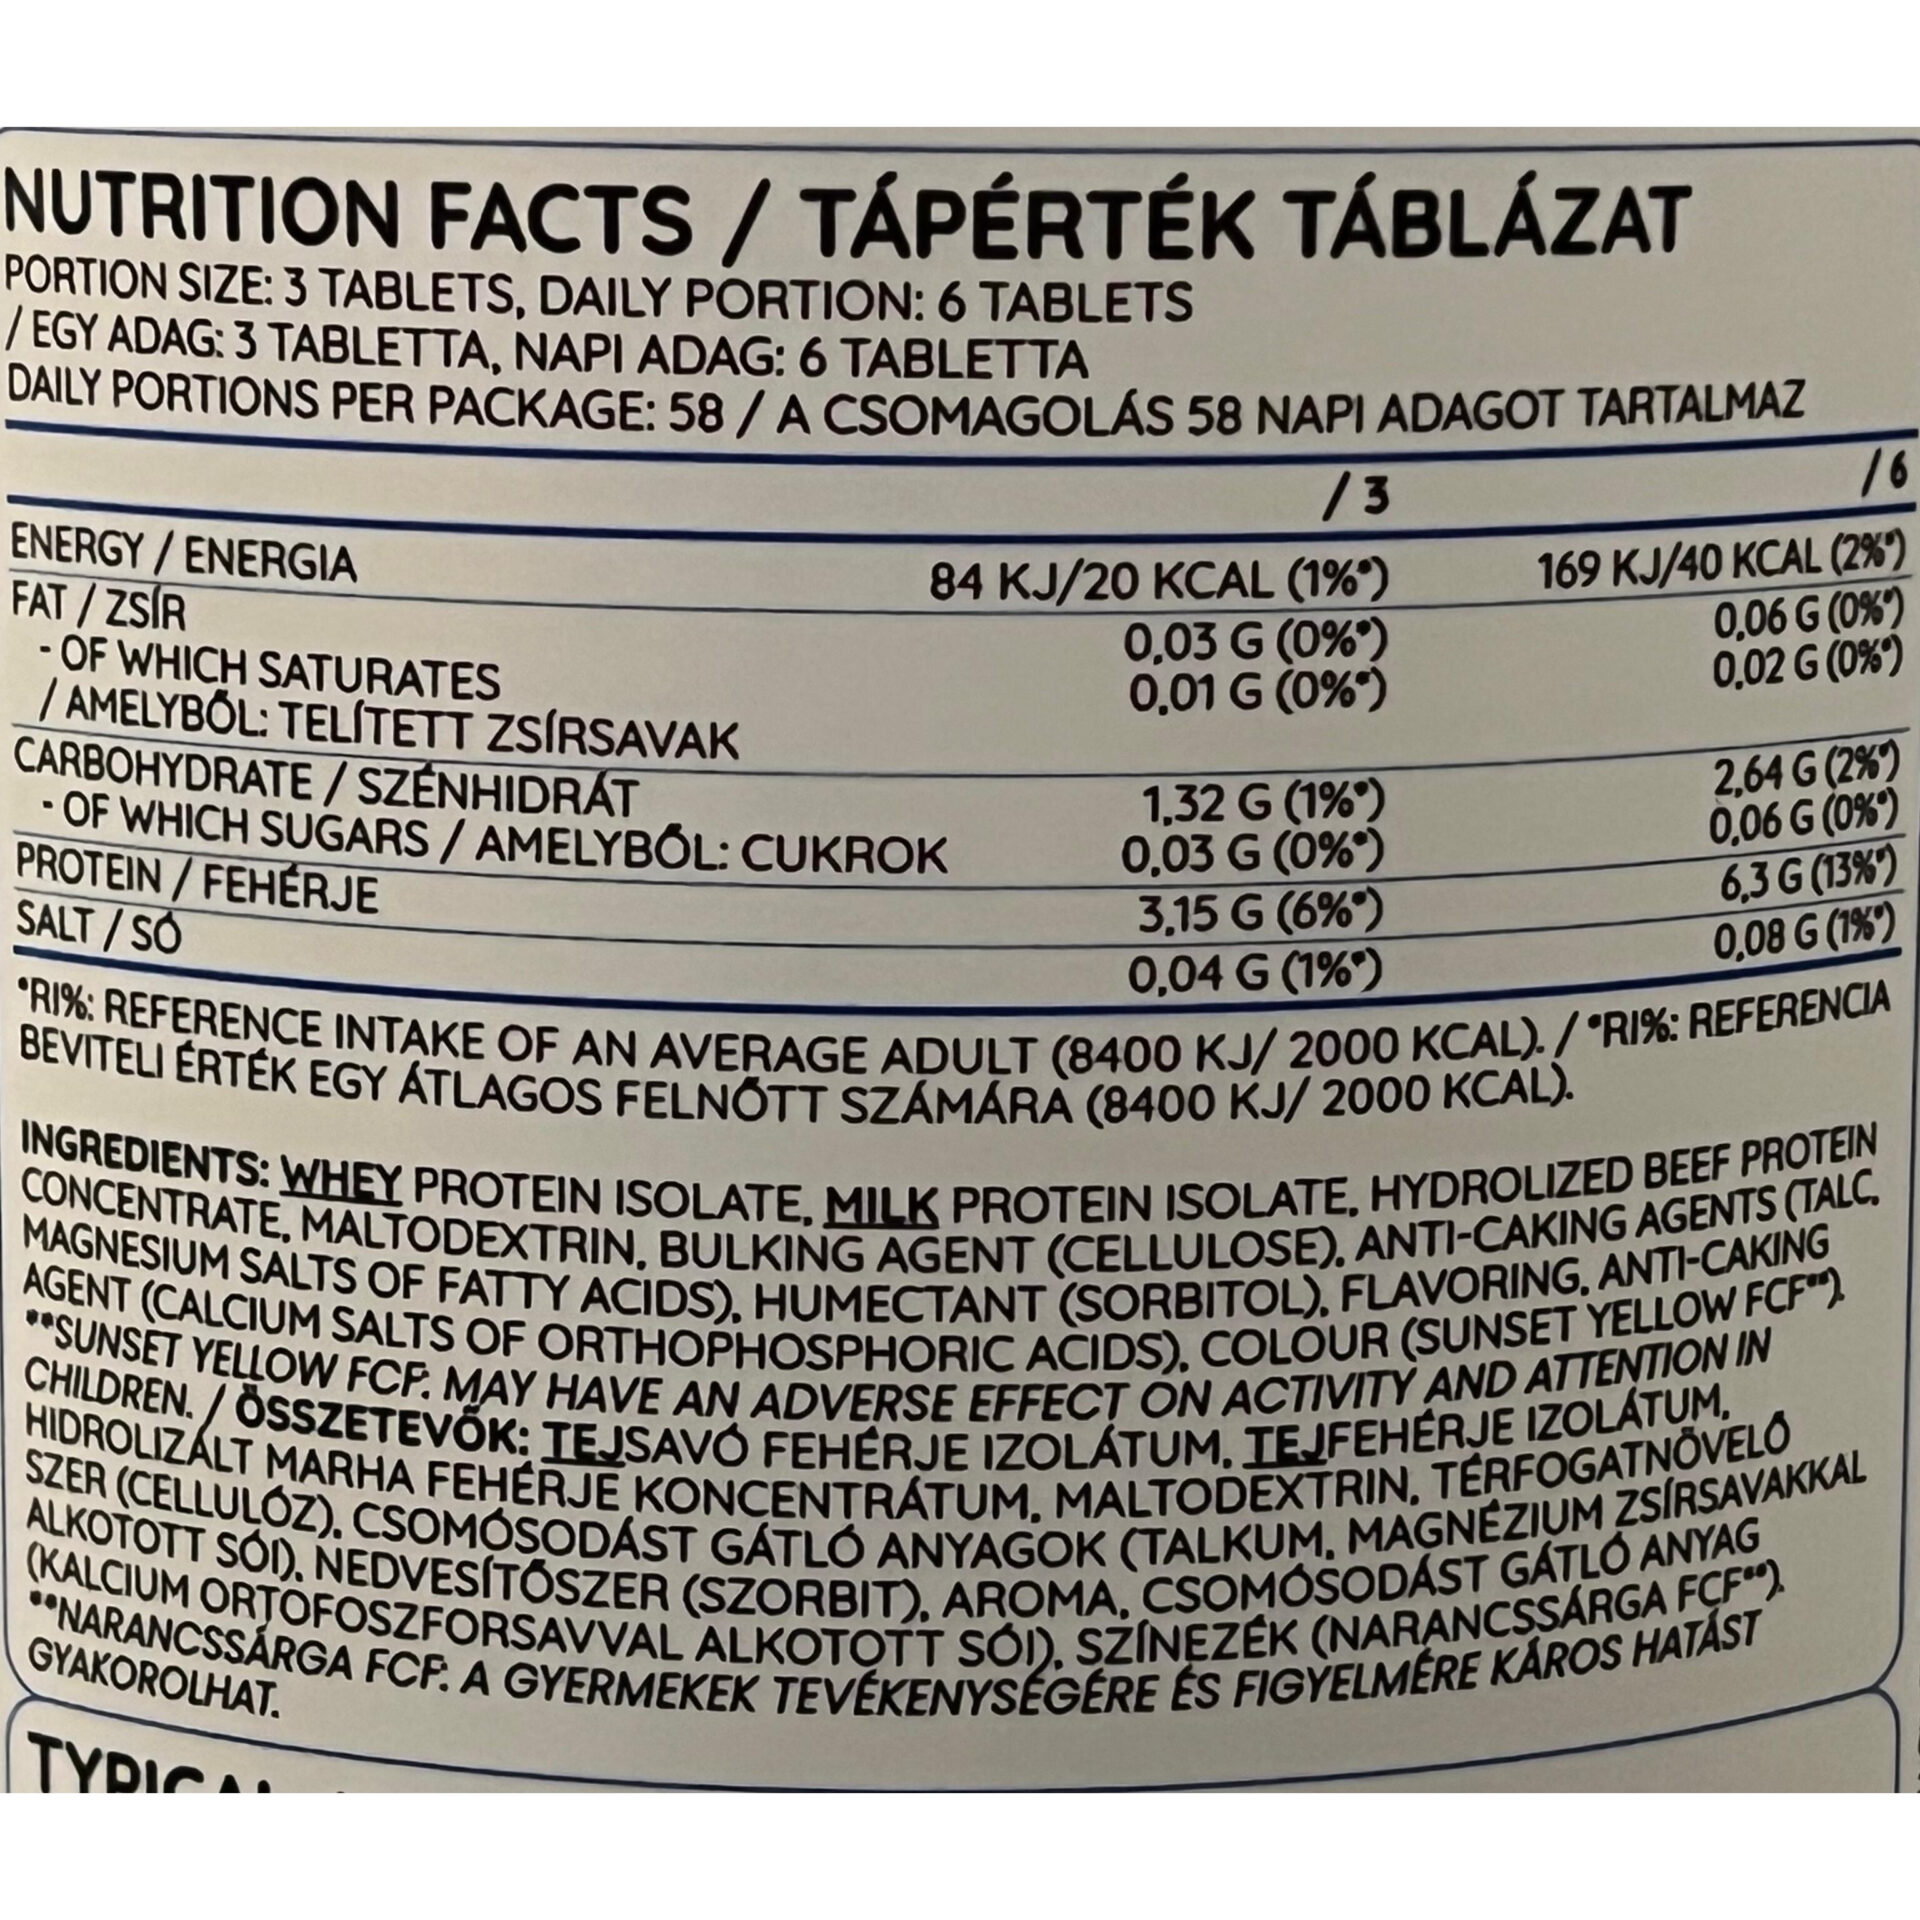 NUTRITION FACTS / TÁPÉRTÉK TÁBLÁZAT
PORTION SIZE: 3 TABLETS, DAILY PORTION: 6 TABLETS
/ EGY ADAG: 3 TABLETTA, NAPI ADAG: 6 TABLETTA
DAILY PORTIONS PER PACKAGE: 58 / A CSOMAGOLÁS 58 NAPI ADAGOT TARTALMAZ
/ 3 / 6
ENERGY / ENERGIA 84 KJ/20 KCAL (1%*) 169 KJ/40 KCAL (2%*)
FAT / ZSÍR 0,03 G (0%*) 0,06 G (0%*)
- OF WHICH SATURATES 0,01 G (0%*) 0,02 G (0%*)
/ AMELYBŐL: TELÍTETT ZSÍRSAVAK
CARBOHYDRATE / SZÉNHIDRÁT 1,32 G (1%*) 2,64 G (2%*)
- OF WHICH SUGARS / AMELYBŐL: CUKROK 0,03 G (0%*) 0,06 G (0%*)
PROTEIN / FEHÉRJE 3,15 G (6%*) 6,3 G (13%*)
SALT / SÓ 0,04 G (1%*) 0,08 G (1%*)
*RI%: REFERENCE INTAKE OF AN AVERAGE ADULT (8400 KJ/ 2000 KCAL). / *RI%: REFERENCIA
BEVITELI ÉRTÉK EGY ÁTLAGOS FELNŐTT SZÁMÁRA (8400 KJ/ 2000 KCAL).
INGREDIENTS: WHEY PROTEIN ISOLATE, MILK PROTEIN ISOLATE, HYDROLIZED BEEF PROTEIN
CONCENTRATE, MALTODEXTRIN, BULKING AGENT (CELLULOSE), ANTI-CAKING AGENTS (TALC,
MAGNESIUM SALTS OF FATTY ACIDS), HUMECTANT (SORBITOL), FLAVORING, ANTI-CAKING
AGENT (CALCIUM SALTS OF ORTHOPHOSPHORIC ACIDS), COLOUR (SUNSET YELLOW FCF**).
**SUNSET YELLOW FCF: MAY HAVE AN ADVERSE EFFECT ON ACTIVITY AND ATTENTION IN
CHILDREN. / ÖSSZETEVŐK: TEJSAVÓ FEHÉRJE IZOLÁTUM, TEJFEHÉRJE IZOLÁTUM,
HIDROLIZÁLT MARHA FEHÉRJE KONCENTRÁTUM, MALTODEXTRIN, TÉRFOGATNÖVELŐ
SZER (CELLULÓZ), CSOMÓSODÁST GÁTLÓ ANYAGOK (TALKUM, MAGNÉZIUM ZSÍRSAVAKKAL
ALKOTOTT SÓI), NEDVESÍTŐSZER (SZORBIT), AROMA, CSOMÓSODÁST GÁTLÓ ANYAG
(KALCIUM ORTOFOSZFORSAVVAL ALKOTOTT SÓI), SZÍNEZÉK (NARANCSSÁRGA FCF**).
**NARANCSSÁRGA FCF: A GYERMEKEK TEVÉKENYSÉGÉRE ÉS FIGYELMÉRE KÁROS HATÁST
GYAKOROLHAT.
TYPICAL